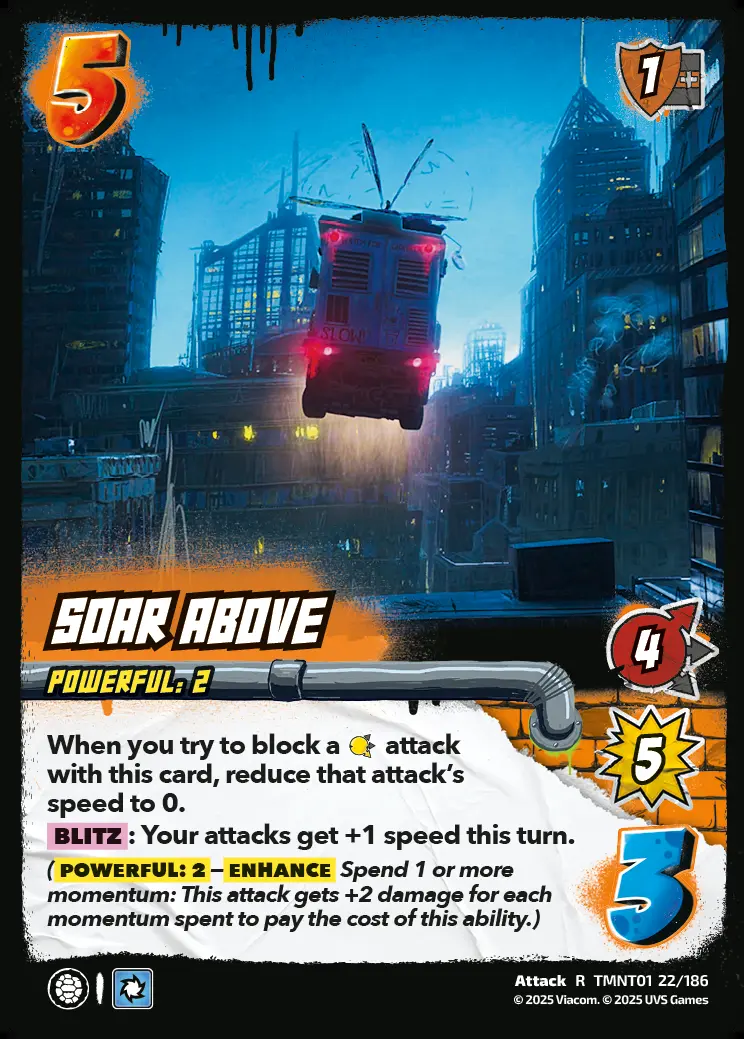 5
1
SLOW
SOAR ABOVE
4
POWERFUL: 2
5
When you try to block a attack
with this card, reduce that attack's
speed to 0.
BLITZ : Your attacks get +1 speed this turn.
( POWERFUL: 2 – ENHANCE Spend 1 or more
momentum: This attack gets +2 damage for each
momentum spent to pay the cost of this ability.)
3
Attack R TMNT01 22/186
© 2025 Viacom. © 2025 UVS Games